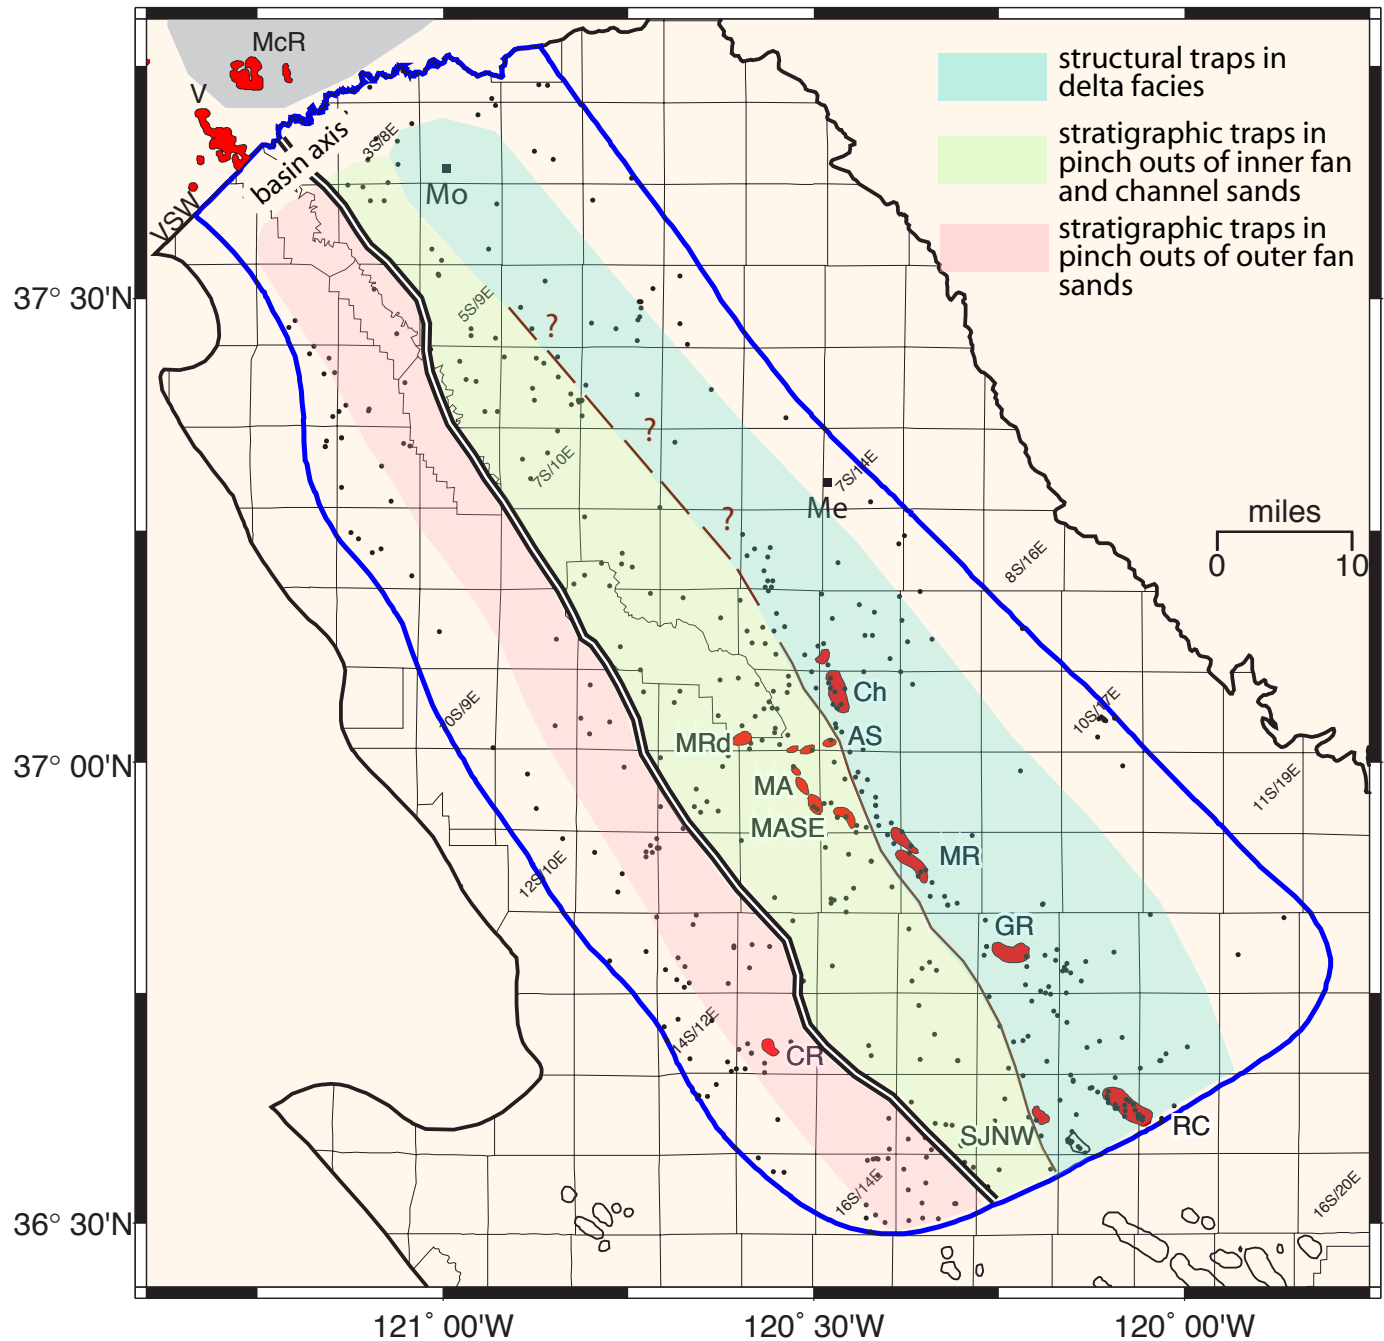 McR
V
VSW
basin axis
3S/8E
Mo
structural traps in
delta facies
stratigraphic traps in
pinch outs of inner fan
and channel sands
stratigraphic traps in
pinch outs of outer fan
sands
37° 30'N
5S/9E
?
?
7S/10E
7S/14E
Me
?
miles
0 10
8S/16E
10S/9E
Ch
10S/17E
MRd
AS
37° 00'N
MA
11S/19E
MASE
MR
12S/10E
GR
14S/12E
CR
SJNW
RC
16S/14E
16S/20E
36° 30'N
121° 00'W
120° 30'W
120° 00'W